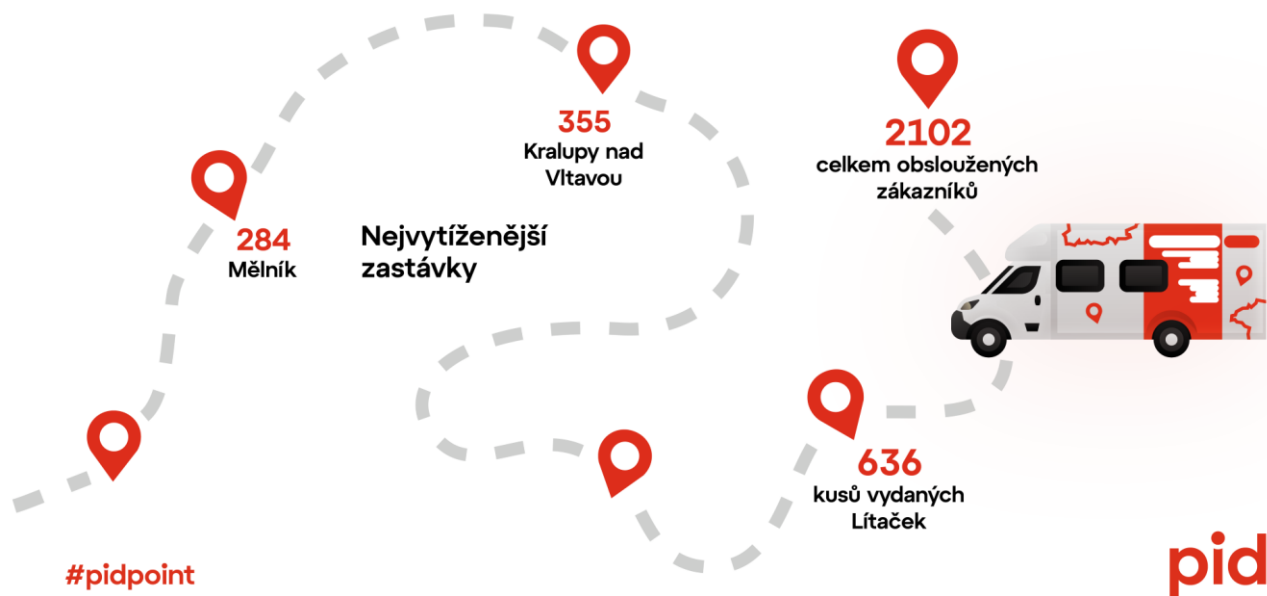 355
Kralupy nad
Vltavou
2102
celkem obsloužených
zákazníků
284
Mělník
Nejvytíženější
zastávky
636
kusů vydaných
Lítaček
#pidpoint
pid